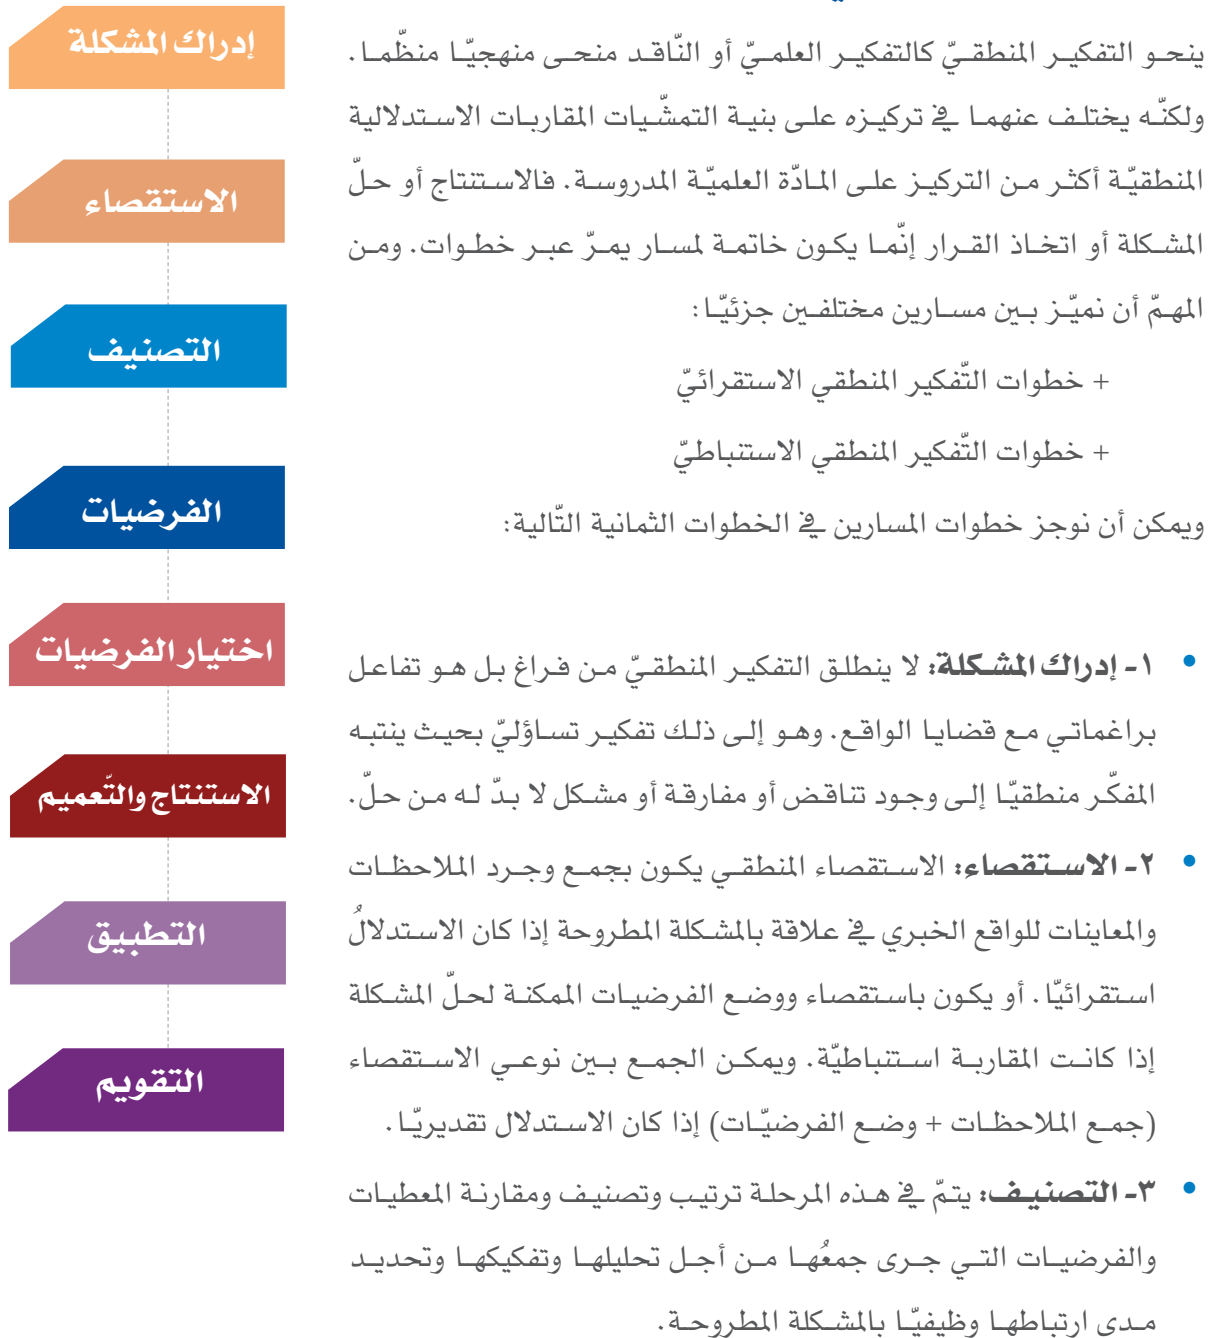 ينحو التفكير المنطقيّ كالتفكير العلميّ أو النّاقد منحى منهجيّا منظّما.
ولكنّه يختلف عنهما في تركيزه على بنية التمشّيات المقاربات الاستدلالية
المنطقيّة أكثر من التركيز على المادّة العلميّة المدروسة. فالاستنتاج أو حلّ
المشكلة أو اتخاذ القرار إنّما يكون خاتمة لمسار يمرّ عبر خطوات. ومن
المهمّ أن نميّز بين مسارين مختلفين جزئيّا:
+ خطوات التّفكير المنطقي الاستقرائيّ
+ خطوات التّفكير المنطقي الاستنباطيّ
ويمكن أن نوجز خطوات المسارين في الخطوات الثمانية التّالية:
• ١- إدراك المشكلة: لا ينطلق التفكير المنطقيّ من فراغ بل هو تفاعل
براغماتي مع قضايا الواقع. وهو إلى ذلك تفكير تساؤليّ بحيث ينتبه
المفكّر منطقيّا إلى وجود تناقض أو مفارقة أو مشكل لا بدّ له من حلّ.
• ٢- الاستقصاء: الاستقصاء المنطقي يكون بجمع وجرد الملاحظات
والمعاينات للواقع الخبري في علاقة بالمشكلة المطروحة إذا كان الاستدلالُ
استقرائيّا. أو يكون باستقصاء ووضع الفرضيات الممكنة لحلّ المشكلة
إذا كانت المقاربة استنباطيّة. ويمكن الجمع بين نوعي الاستقصاء
(جمع الملاحظات + وضع الفرضيّات) إذا كان الاستدلال تقديريّا.
• ٣- التصنيف: يتمّ في هذه المرحلة ترتيب وتصنيف ومقارنة المعطيات
والفرضيات التي جرى جمعُها من أجل تحليلها وتفكيكها وتحديد
مدى ارتباطها وظيفيّا بالمشكلة المطروحة.
إدراك المشكلة
الاستقصاء
التصنيف
الفرضيات
اختيار الفرضيات
الاستنتاج والتّعميم
التطبيق
التقويم